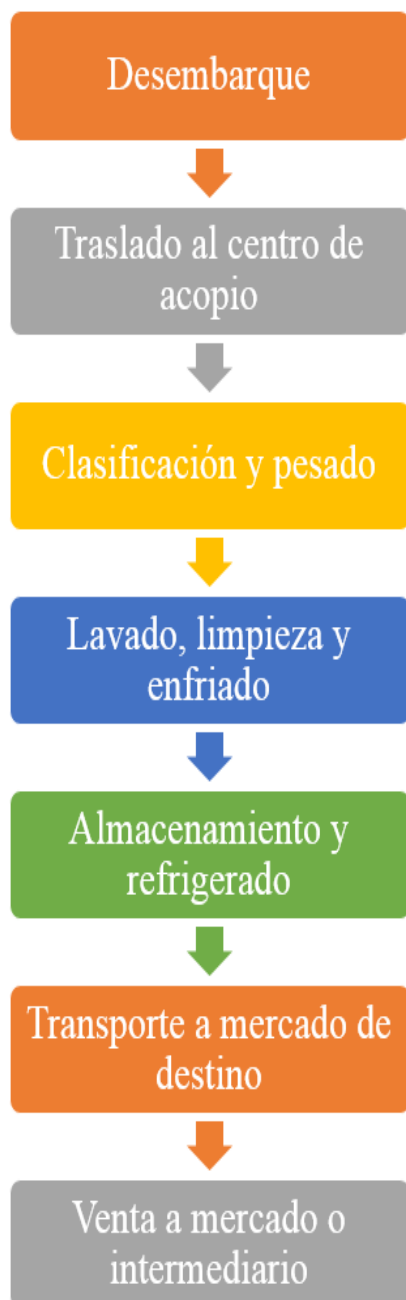 Desembarque
Traslado al centro de
acopio
Clasificación y pesado
Lavado, limpieza y
enfriado
Almacenamiento y
refrigerado
Transporte a mercado de
destino
Venta a mercado o
intermediario